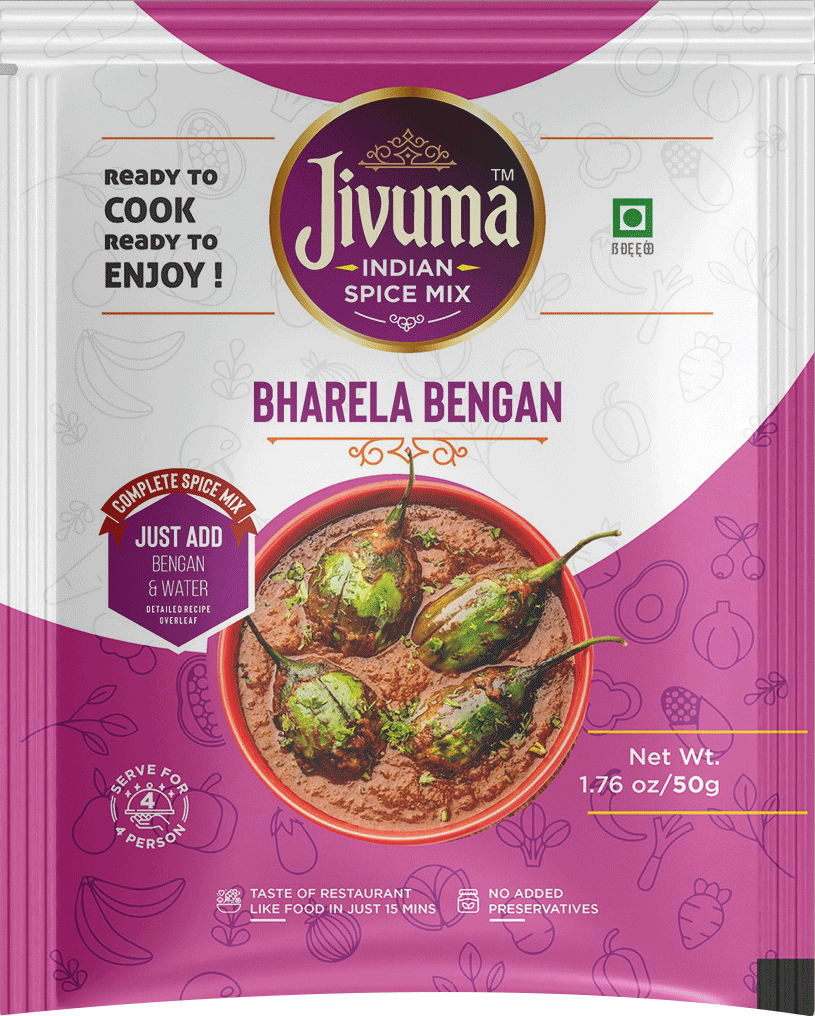 READY TO
COOK
READY TO
ENJOY !
Jivuma™
INDIAN
SPICE MIX
BHARELA BENGAN
COMPLETE SPICE MIX
JUST ADD
BENGAN
& WATER
DETAILED RECIPE
OVERLEAF
Net Wt.
1.76 oz/50g
SERVE FOR
4
4 PERSON
TASTE OF RESTAURANT
LIKE FOOD IN JUST 15 MINS
NO ADDED
PRESERVATIVES